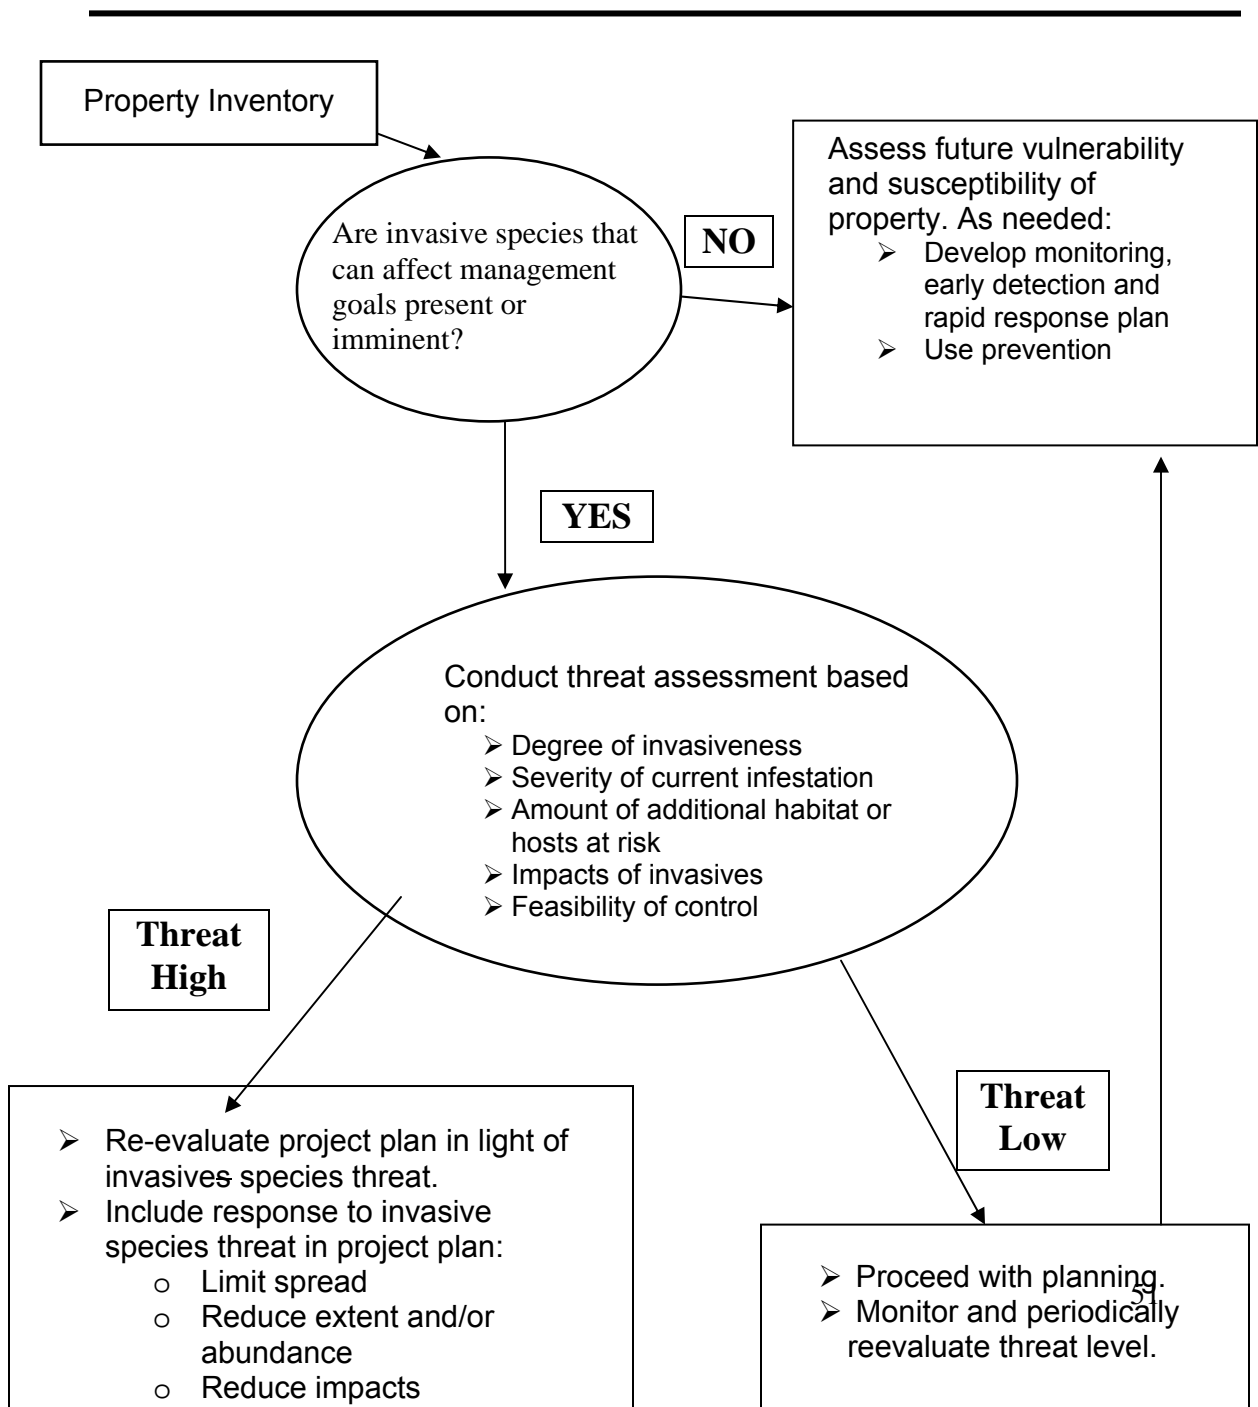 Property Inventory
Are invasive species that
can affect management
goals present or
imminent?
NO
Assess future vulnerability
and susceptibility of
property. As needed:
➢ Develop monitoring,
early detection and
rapid response plan
➢ Use prevention
YES
Conduct threat assessment based
on:
➢ Degree of invasiveness
➢ Severity of current infestation
➢ Amount of additional habitat or
hosts at risk
➢ Impacts of invasives
➢ Feasibility of control
Threat
High
➢ Re-evaluate project plan in light of
invasives species threat.
➢ Include response to invasive
species threat in project plan:
o Limit spread
o Reduce extent and/or
abundance
o Reduce impacts
Threat
Low
➢ Proceed with planning.
➢ Monitor and periodically
reevaluate threat level.
51